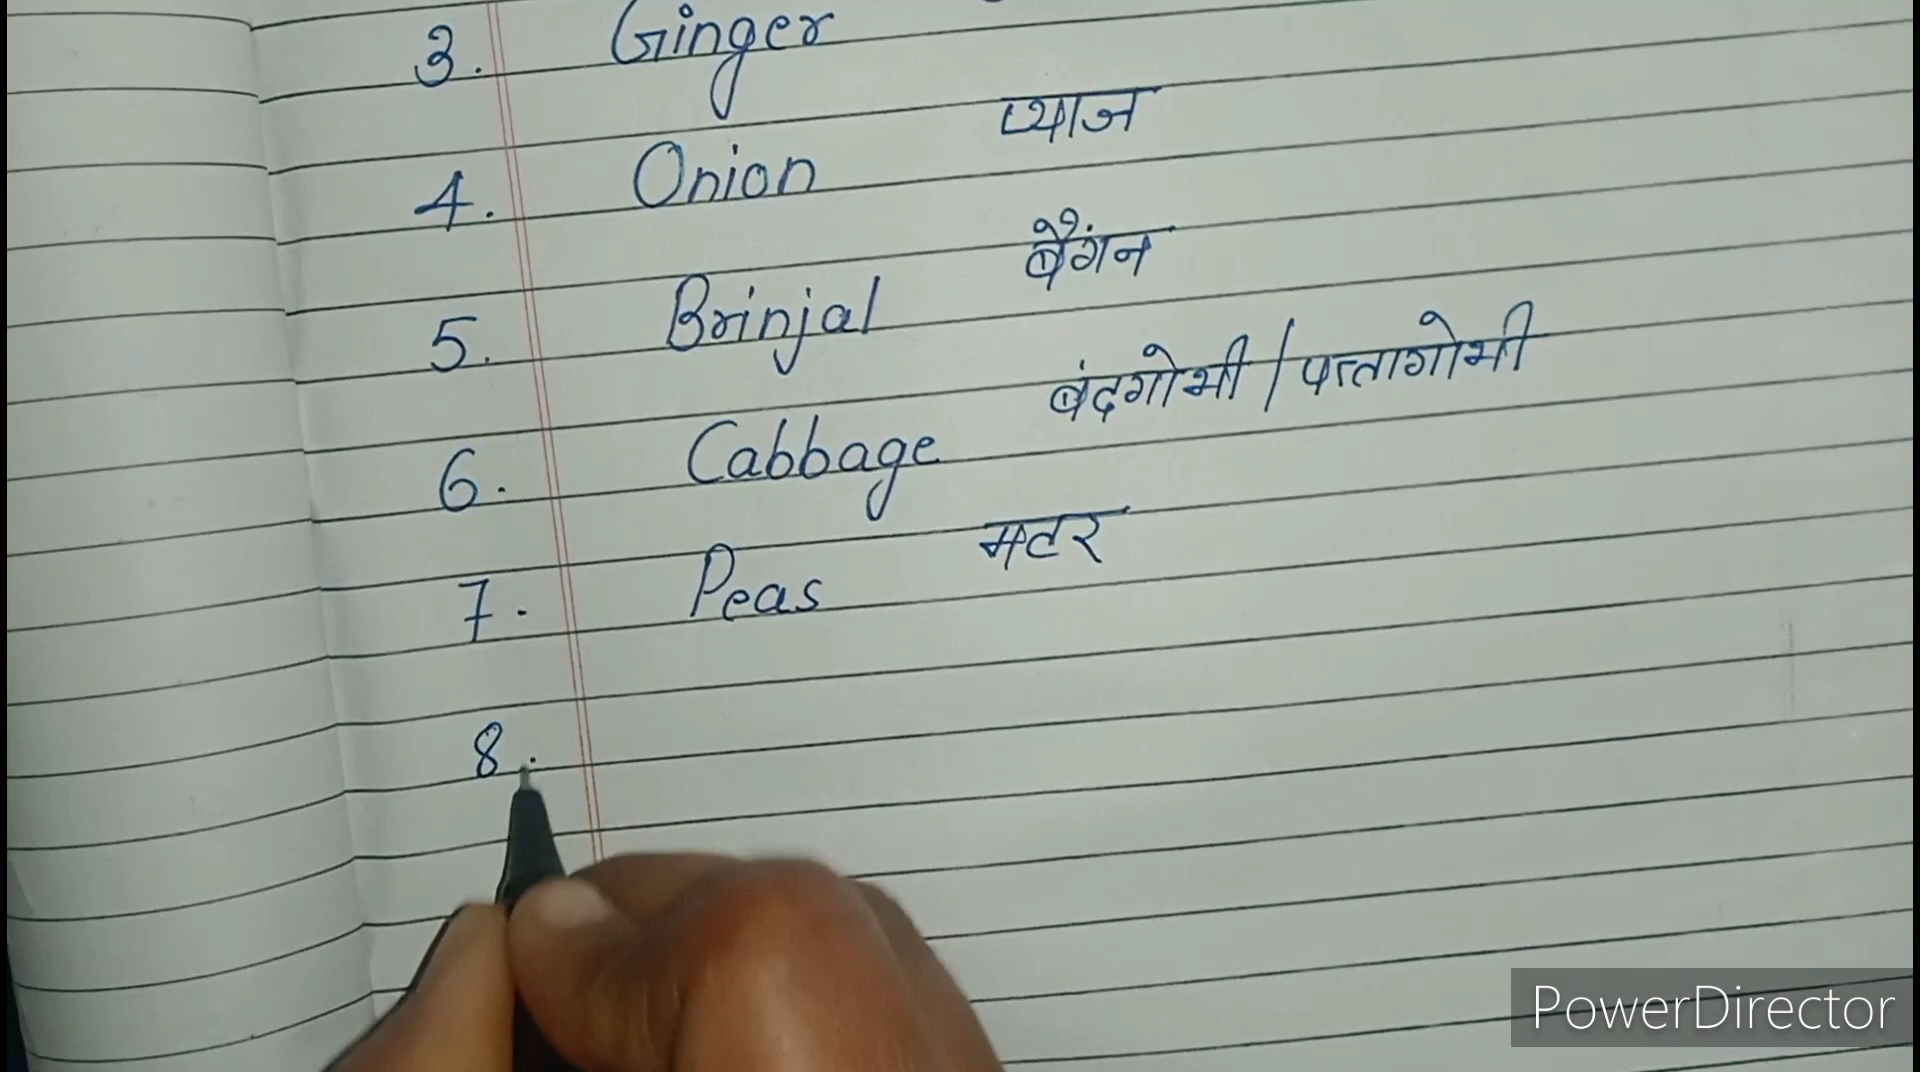 3. Ginger
4. Onion प्याज
5. Brinjal बैंगन
6. Cabbage बंदगोभी / पत्तागोभी
7. Peas मटर
8.
PowerDirector